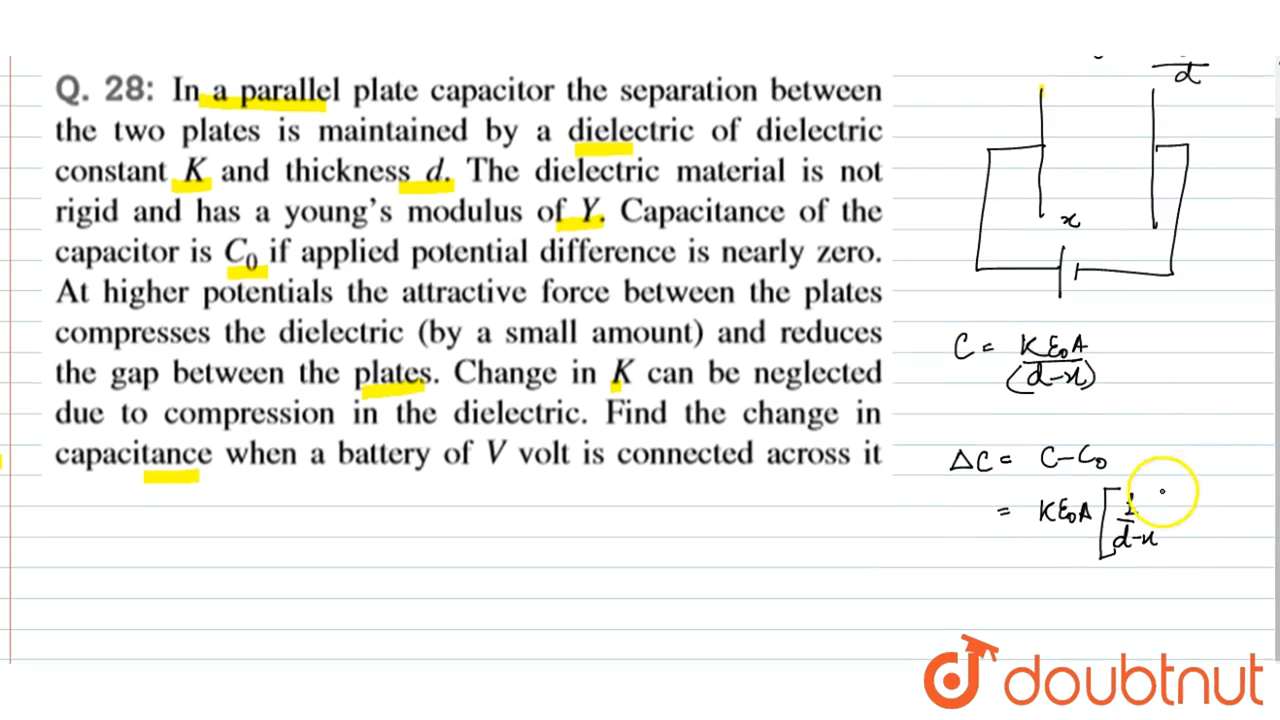 Q. 28: In a parallel plate capacitor the separation between
the two plates is maintained by a dielectric of dielectric
constant K and thickness d. The dielectric material is not
rigid and has a young's modulus of Y. Capacitance of the
capacitor is C₀ if applied potential difference is nearly zero.
At higher potentials the attractive force between the plates
compresses the dielectric (by a small amount) and reduces
the gap between the plates. Change in K can be neglected
due to compression in the dielectric. Find the change in
capacitance when a battery of V volt is connected across it
d
x
C = Kε₀A
(d-x)
ΔC = C-C₀
= Kε₀A [ 1
d-x
doubtnut